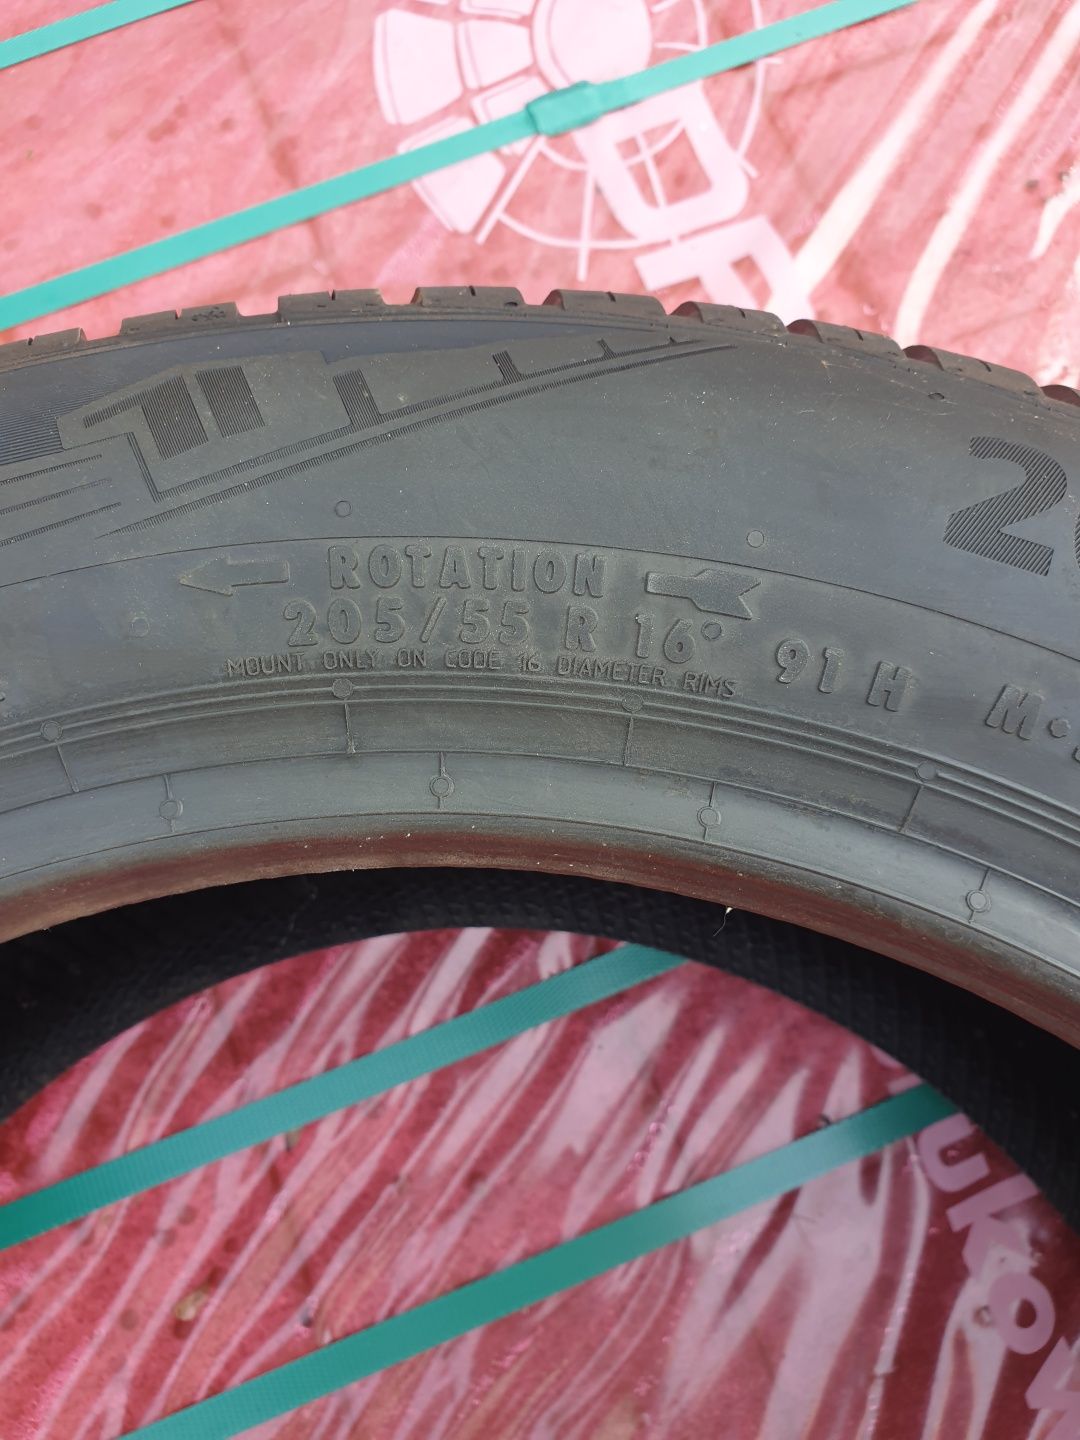 ROTATION
205/55 R 16° 91 H M
MOUNT ONLY ON CODE 16 DIAMETER RIMS